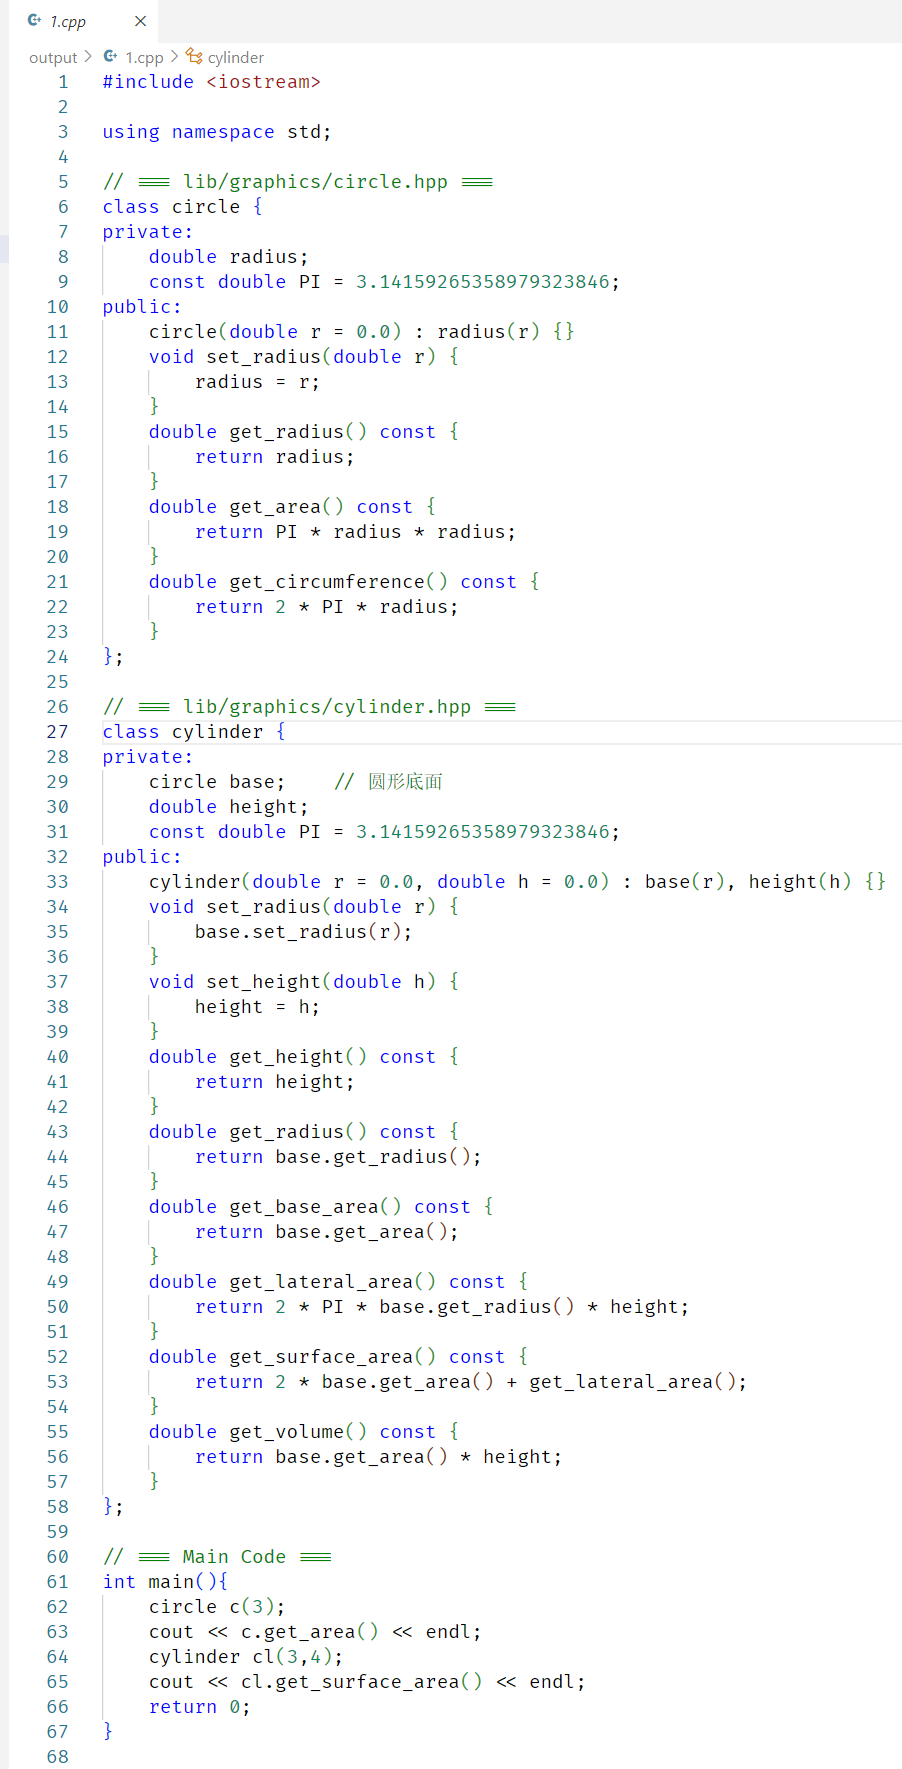 1.cpp
output > 1.cpp > cylinder
1 #include <iostream>
2
3 using namespace std;
4
5 // === lib/graphics/circle.hpp ===
6 class circle {
7 private:
8     double radius;
9     const double PI = 3.14159265358979323846;
10 public:
11     circle(double r = 0.0) : radius(r) {}
12     void set_radius(double r) {
13         radius = r;
14     }
15     double get_radius() const {
16         return radius;
17     }
18     double get_area() const {
19         return PI * radius * radius;
20     }
21     double get_circumference() const {
22         return 2 * PI * radius;
23     }
24 };
25
26 // === lib/graphics/cylinder.hpp ===
27 class cylinder {
28 private:
29     circle base;    // 圆形底面
30     double height;
31     const double PI = 3.14159265358979323846;
32 public:
33     cylinder(double r = 0.0, double h = 0.0) : base(r), height(h) {}
34     void set_radius(double r) {
35         base.set_radius(r);
36     }
37     void set_height(double h) {
38         height = h;
39     }
40     double get_height() const {
41         return height;
42     }
43     double get_radius() const {
44         return base.get_radius();
45     }
46     double get_base_area() const {
47         return base.get_area();
48     }
49     double get_lateral_area() const {
50         return 2 * PI * base.get_radius() * height;
51     }
52     double get_surface_area() const {
53         return 2 * base.get_area() + get_lateral_area();
54     }
55     double get_volume() const {
56         return base.get_area() * height;
57     }
58 };
59
60 // === Main Code ===
61 int main(){
62     circle c(3);
63     cout << c.get_area() << endl;
64     cylinder cl(3,4);
65     cout << cl.get_surface_area() << endl;
66     return 0;
67 }
68